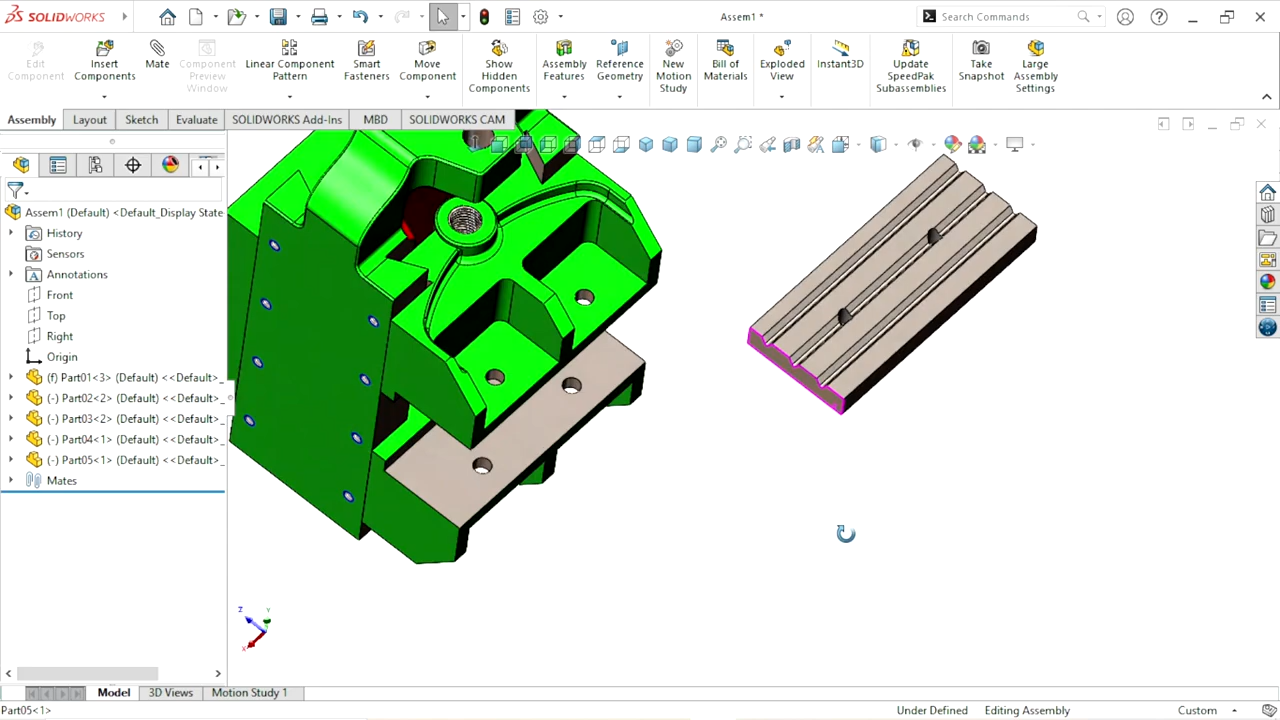 SOLIDWORKS
Assem1 *
Search Commands
Edit Component
Insert Components
Mate
Component Preview Window
Linear Component Pattern
Smart Fasteners
Move Component
Show Hidden Components
Assembly Features
Reference Geometry
New Motion Study
Bill of Materials
Exploded View
Instant3D
Update SpeedPak Subassemblies
Take Snapshot
Large Assembly Settings
Assembly
Layout
Sketch
Evaluate
SOLIDWORKS Add-Ins
MBD
SOLIDWORKS CAM
Assem1 (Default) <Default_Display State
History
Sensors
Annotations
Front
Top
Right
Origin
(f) Part01<3> (Default) <<Default>_
(-) Part02<2> (Default) <<Default>_
(-) Part03<2> (Default) <<Default>_
(-) Part04<1> (Default) <<Default>_
(-) Part05<1> (Default) <<Default>_
Mates
Z
Y
X
Model
3D Views
Motion Study 1
Part05<1>
Under Defined
Editing Assembly
Custom